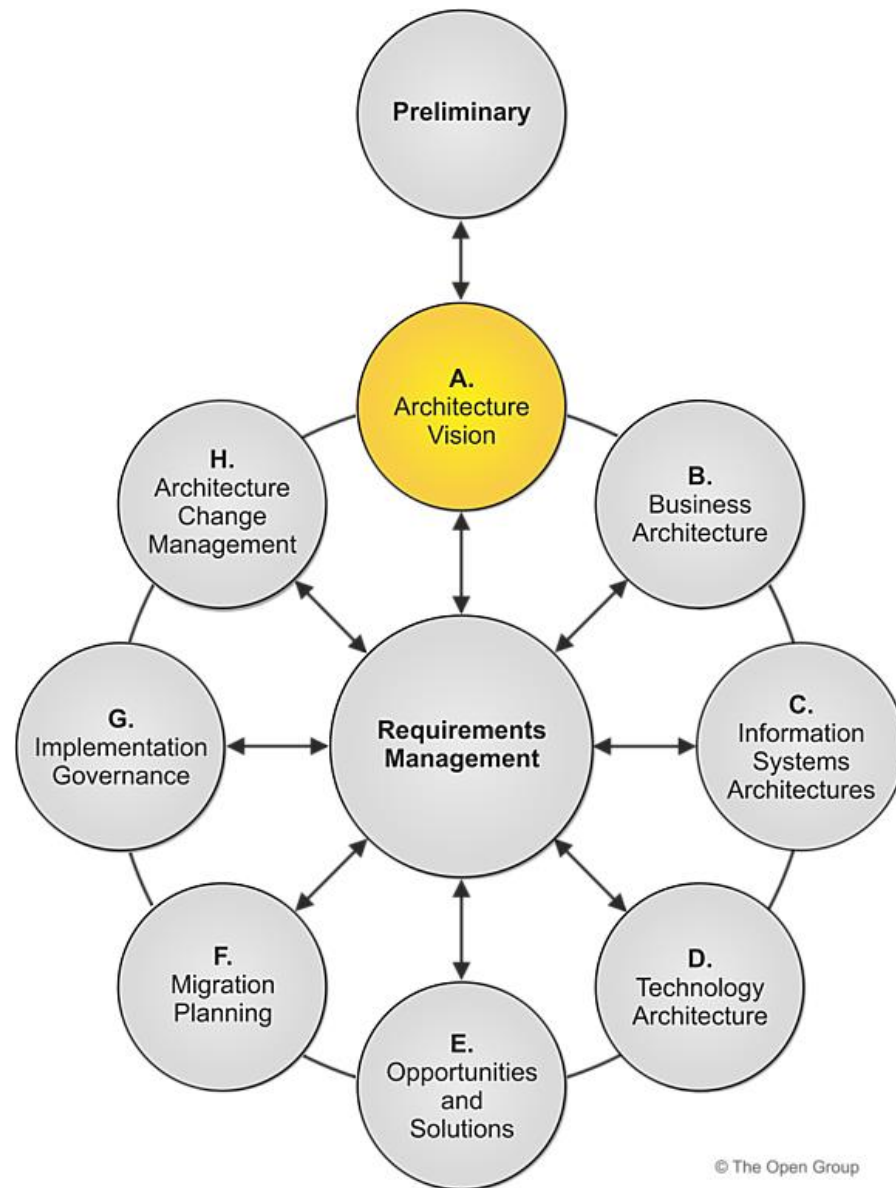 Preliminary
A.
Architecture
Vision
B.
Business
Architecture
C.
Information
Systems
Architectures
D.
Technology
Architecture
E.
Opportunities
and
Solutions
F.
Migration
Planning
G.
Implementation
Governance
H.
Architecture
Change
Management
Requirements
Management
© The Open Group